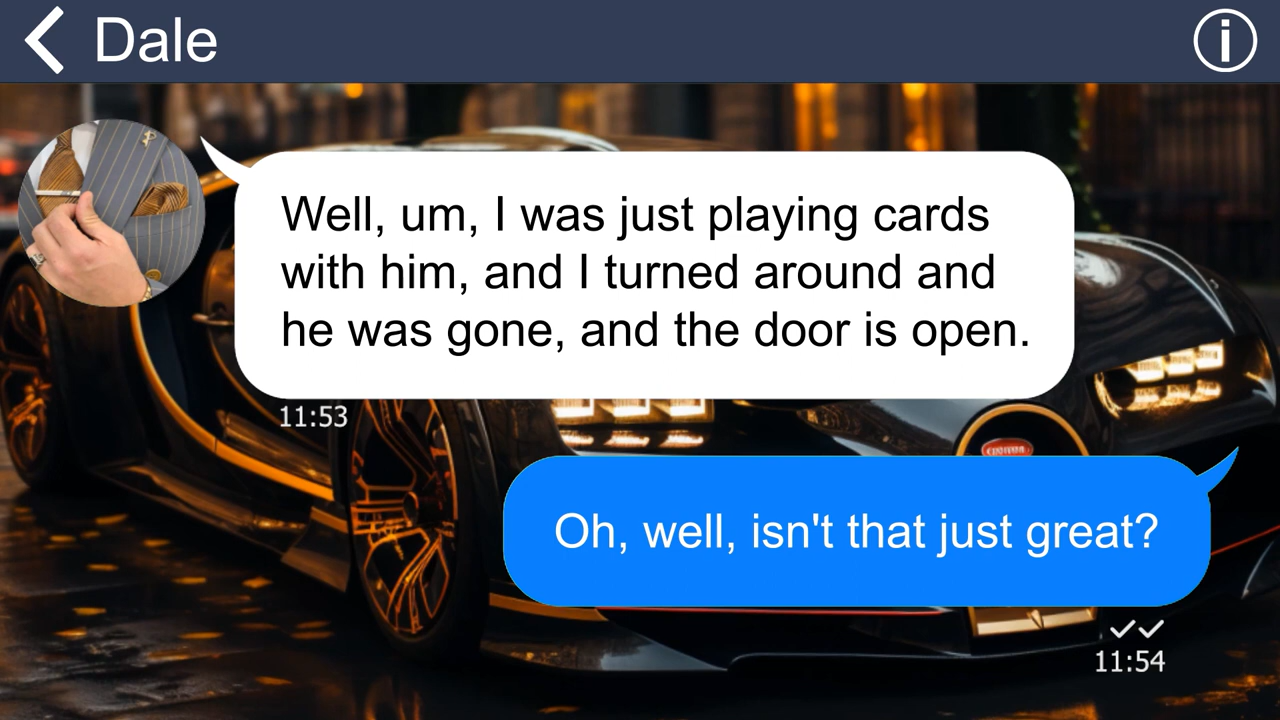 Dale
Well, um, I was just playing cards
with him, and I turned around and
he was gone, and the door is open.
11:53
Oh, well, isn't that just great?
11:54